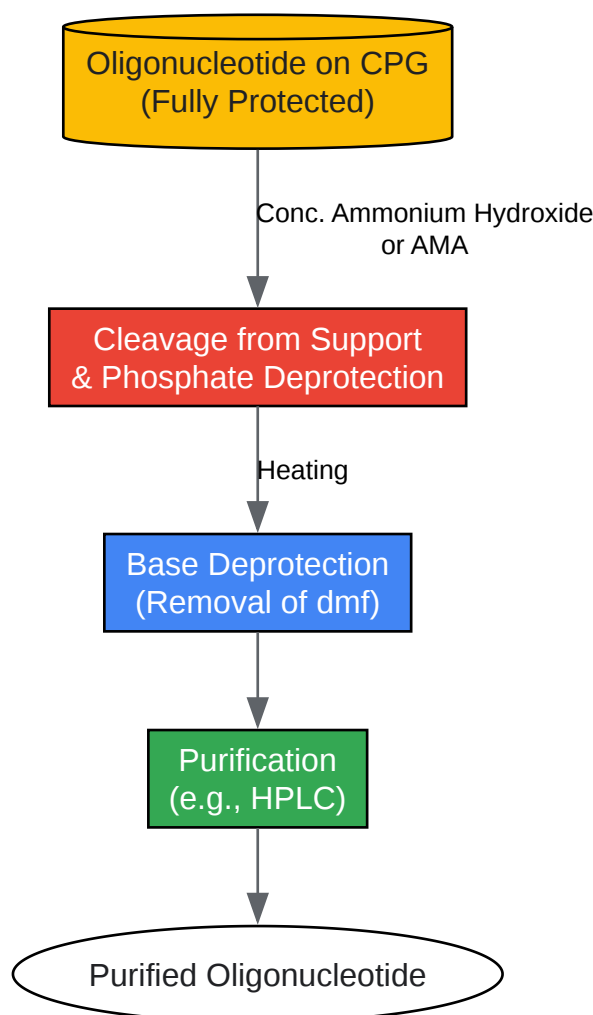 Oligonucleotide on CPG
(Fully Protected)
Conc. Ammonium Hydroxide
or AMA
Cleavage from Support
& Phosphate Deprotection
Heating
Base Deprotection
(Removal of dmf)
Purification
(e.g., HPLC)
Purified Oligonucleotide